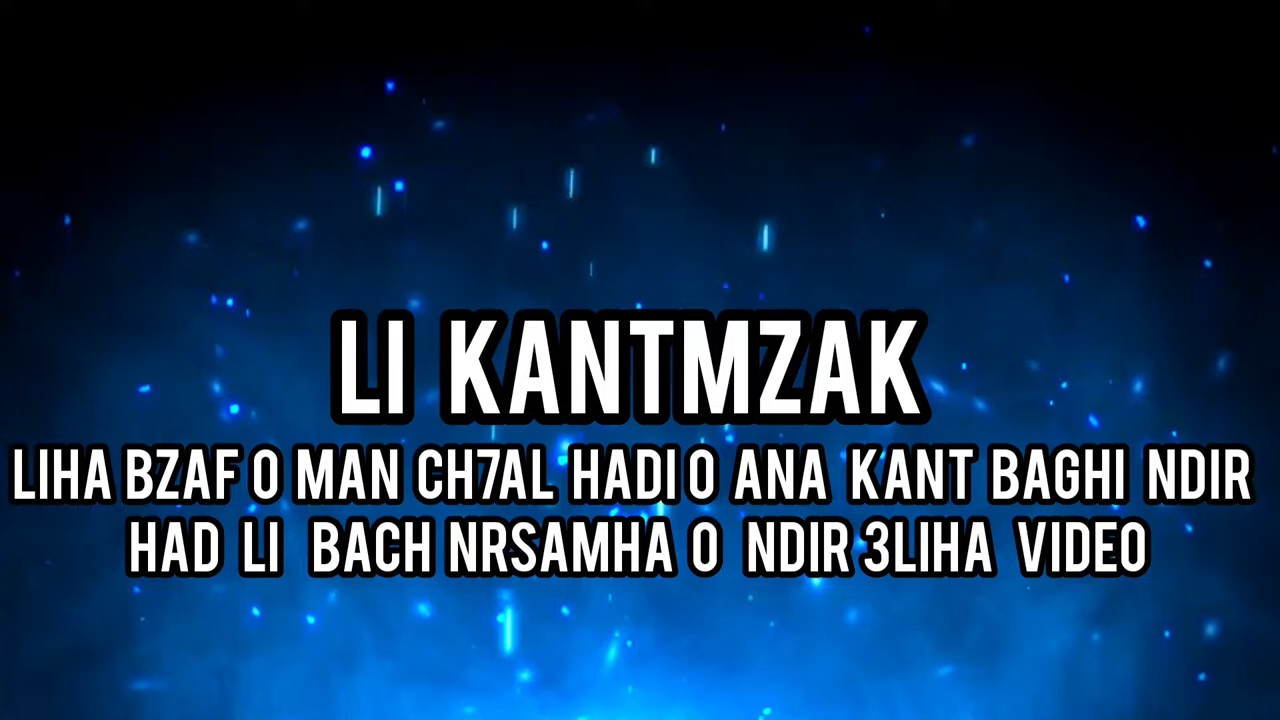 LI KANTMZAK
LIHA BZAF O MAN CH7AL HADI O ANA KANT BAGHI NDIR
HAD LI BACH NRSAMHA O NDIR 3LIHA VIDEO